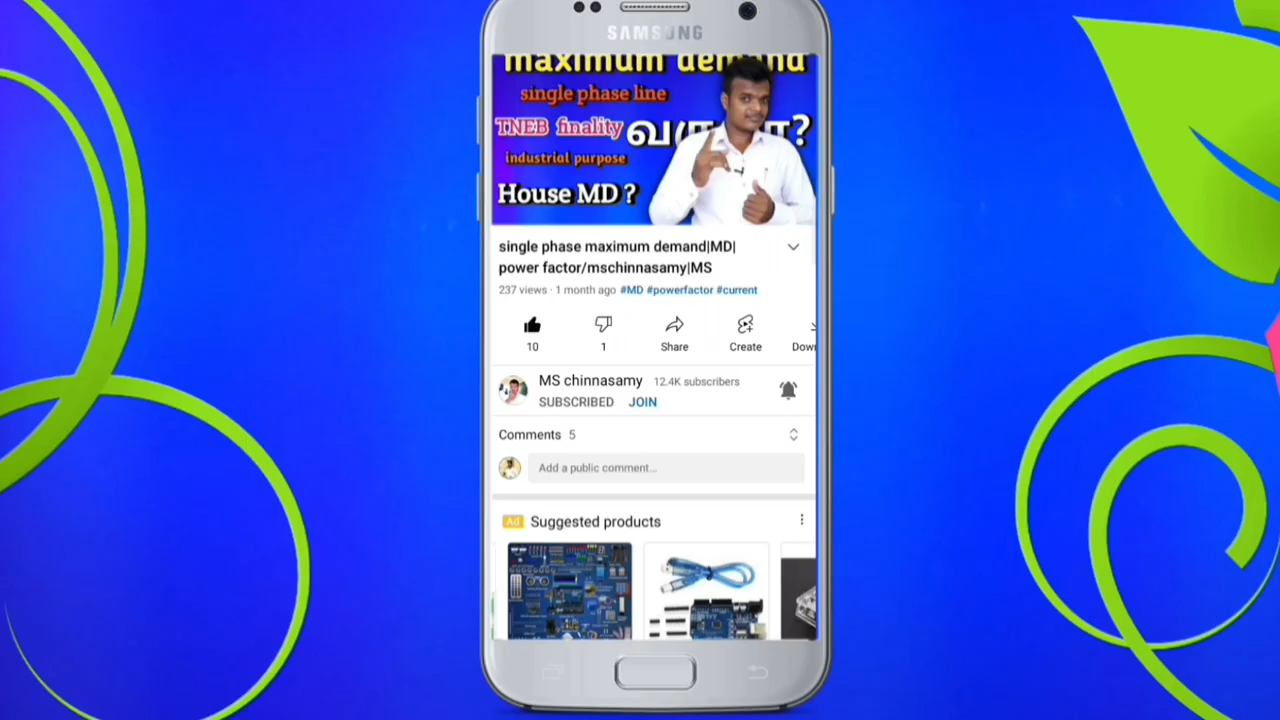 SAMSUNG
maximum demand
single phase line
TNEB finality
industrial purpose
House MD ?
single phase maximum demand|MD|
power factor/mschinnasamy|MS
237 views · 1 month ago #MD #powerfactor #current
10
1
Share
Create
MS chinnasamy 12.4K subscribers
SUBSCRIBED JOIN
Comments 5
Add a public comment...
Ad Suggested products